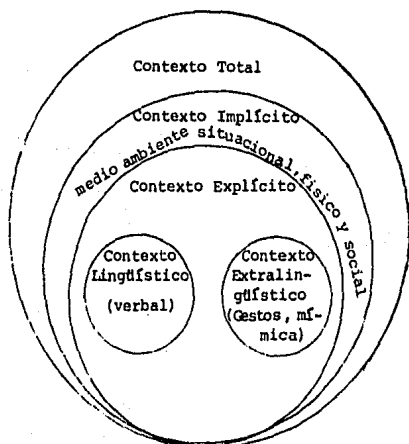 Contexto Total
Contexto Implícito
medio ambiente situacional, físico y social
Contexto Explícito
Contexto
Lingüístico
(verbal)
Contexto
Extralin-
güístico
(Gestos, mí-
mica)